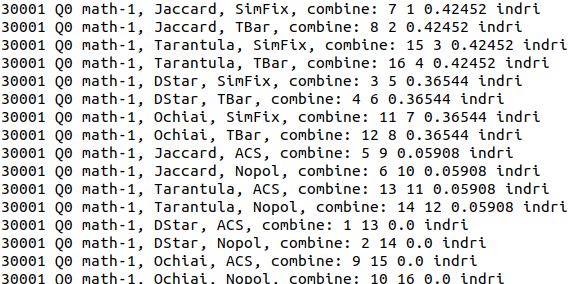 30001 Q0 math-1, Jaccard, SimFix, combine: 7 1 0.42452 indri
30001 Q0 math-1, Jaccard, TBar, combine: 8 2 0.42452 indri
30001 Q0 math-1, Tarantula, SimFix, combine: 15 3 0.42452 indri
30001 Q0 math-1, Tarantula, TBar, combine: 16 4 0.42452 indri
30001 Q0 math-1, DStar, SimFix, combine: 3 5 0.36544 indri
30001 Q0 math-1, DStar, TBar, combine: 4 6 0.36544 indri
30001 Q0 math-1, Ochiai, SimFix, combine: 11 7 0.36544 indri
30001 Q0 math-1, Ochiai, TBar, combine: 12 8 0.36544 indri
30001 Q0 math-1, Jaccard, ACS, combine: 5 9 0.05908 indri
30001 Q0 math-1, Jaccard, Nopol, combine: 6 10 0.05908 indri
30001 Q0 math-1, Tarantula, ACS, combine: 13 11 0.05908 indri
30001 Q0 math-1, Tarantula, Nopol, combine: 14 12 0.05908 indri
30001 Q0 math-1, DStar, ACS, combine: 1 13 0.0 indri
30001 Q0 math-1, DStar, Nopol, combine: 2 14 0.0 indri
30001 Q0 math-1, Ochiai, ACS, combine: 9 15 0.0 indri
30001 Q0 math-1, Ochiai, Nopol, combine: 10 16 0.0 indri